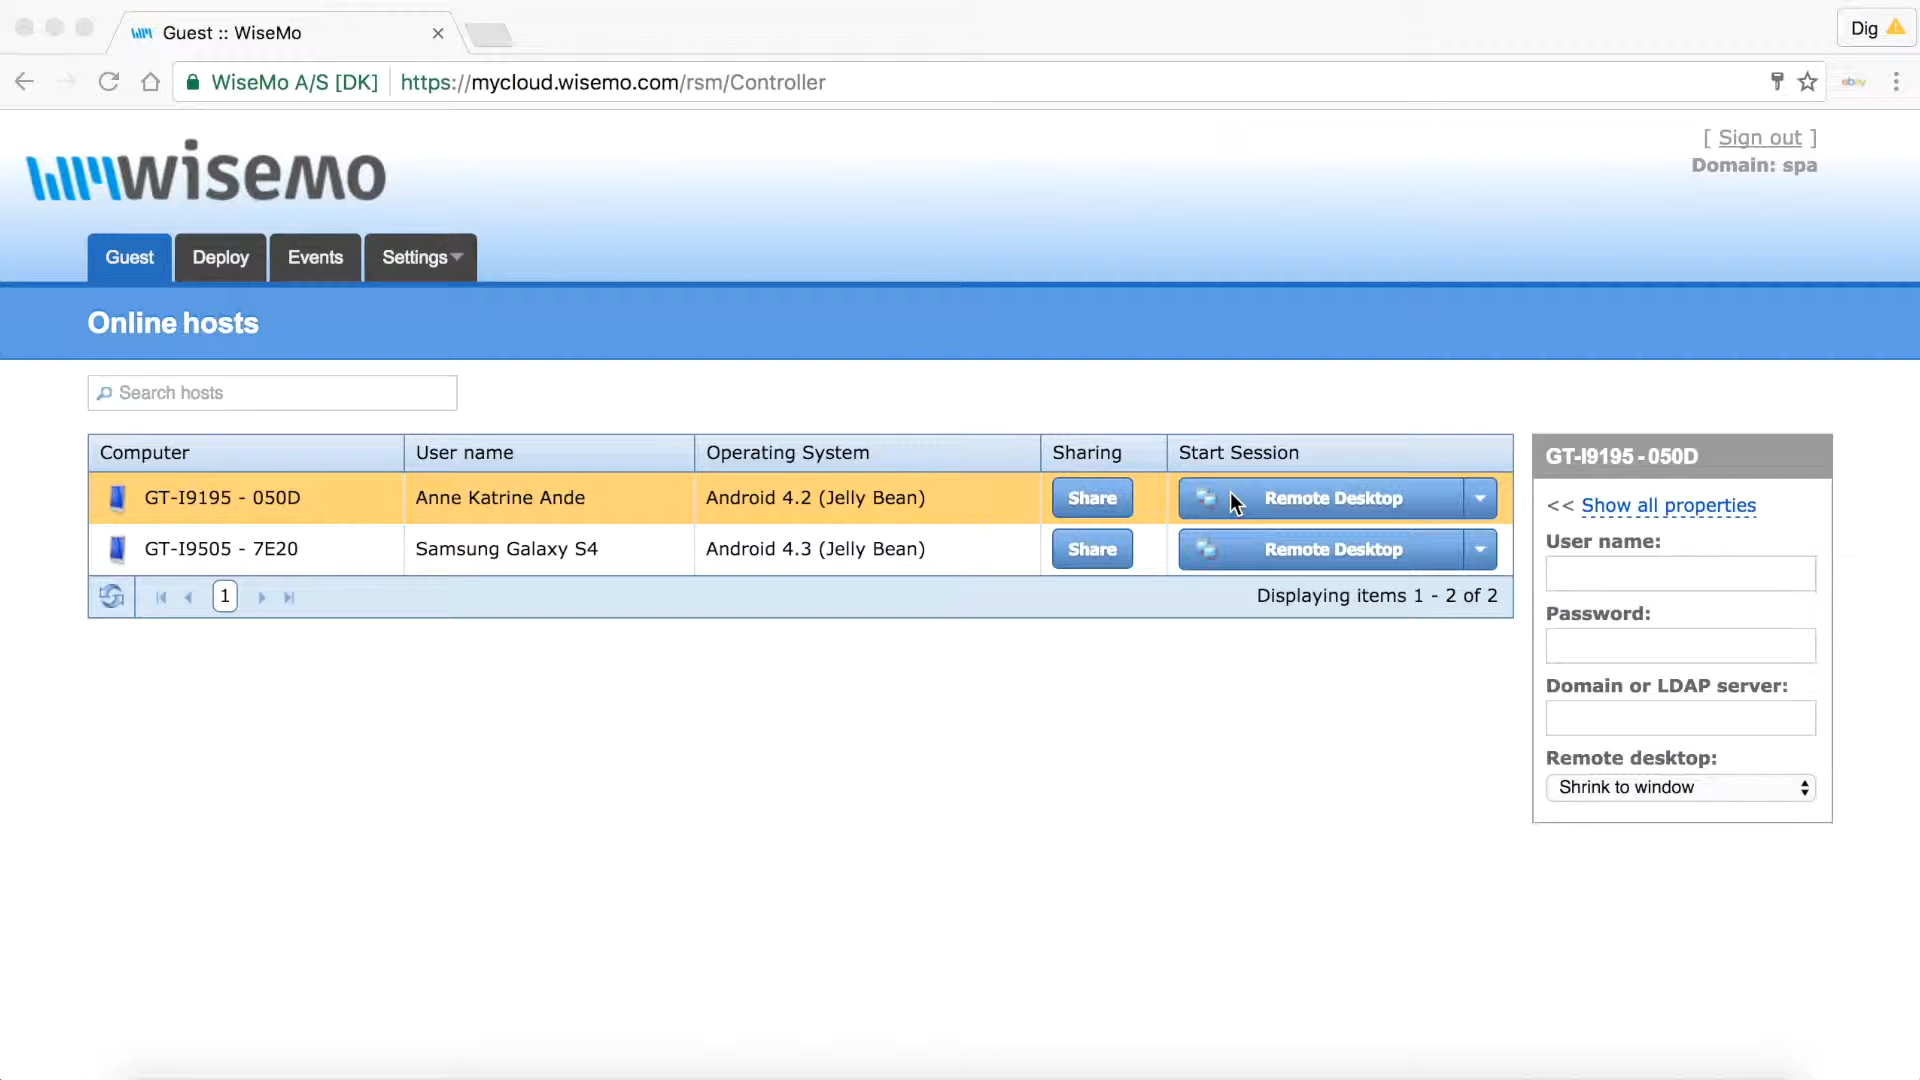 Guest :: WiseMo
Dig
WiseMo A/S [DK] https://mycloud.wisemo.com/rsm/Controller
ebay
wisemo
[ Sign out ]
Domain: spa
Guest Deploy Events Settings
Online hosts
Search hosts
Computer User name Operating System Sharing Start Session
GT-I9195 - 050D Anne Katrine Ande Android 4.2 (Jelly Bean) Share Remote Desktop
GT-I9505 - 7E20 Samsung Galaxy S4 Android 4.3 (Jelly Bean) Share Remote Desktop
1 Displaying items 1 - 2 of 2
GT-I9195 - 050D
<< Show all properties
User name:
Password:
Domain or LDAP server:
Remote desktop:
Shrink to window